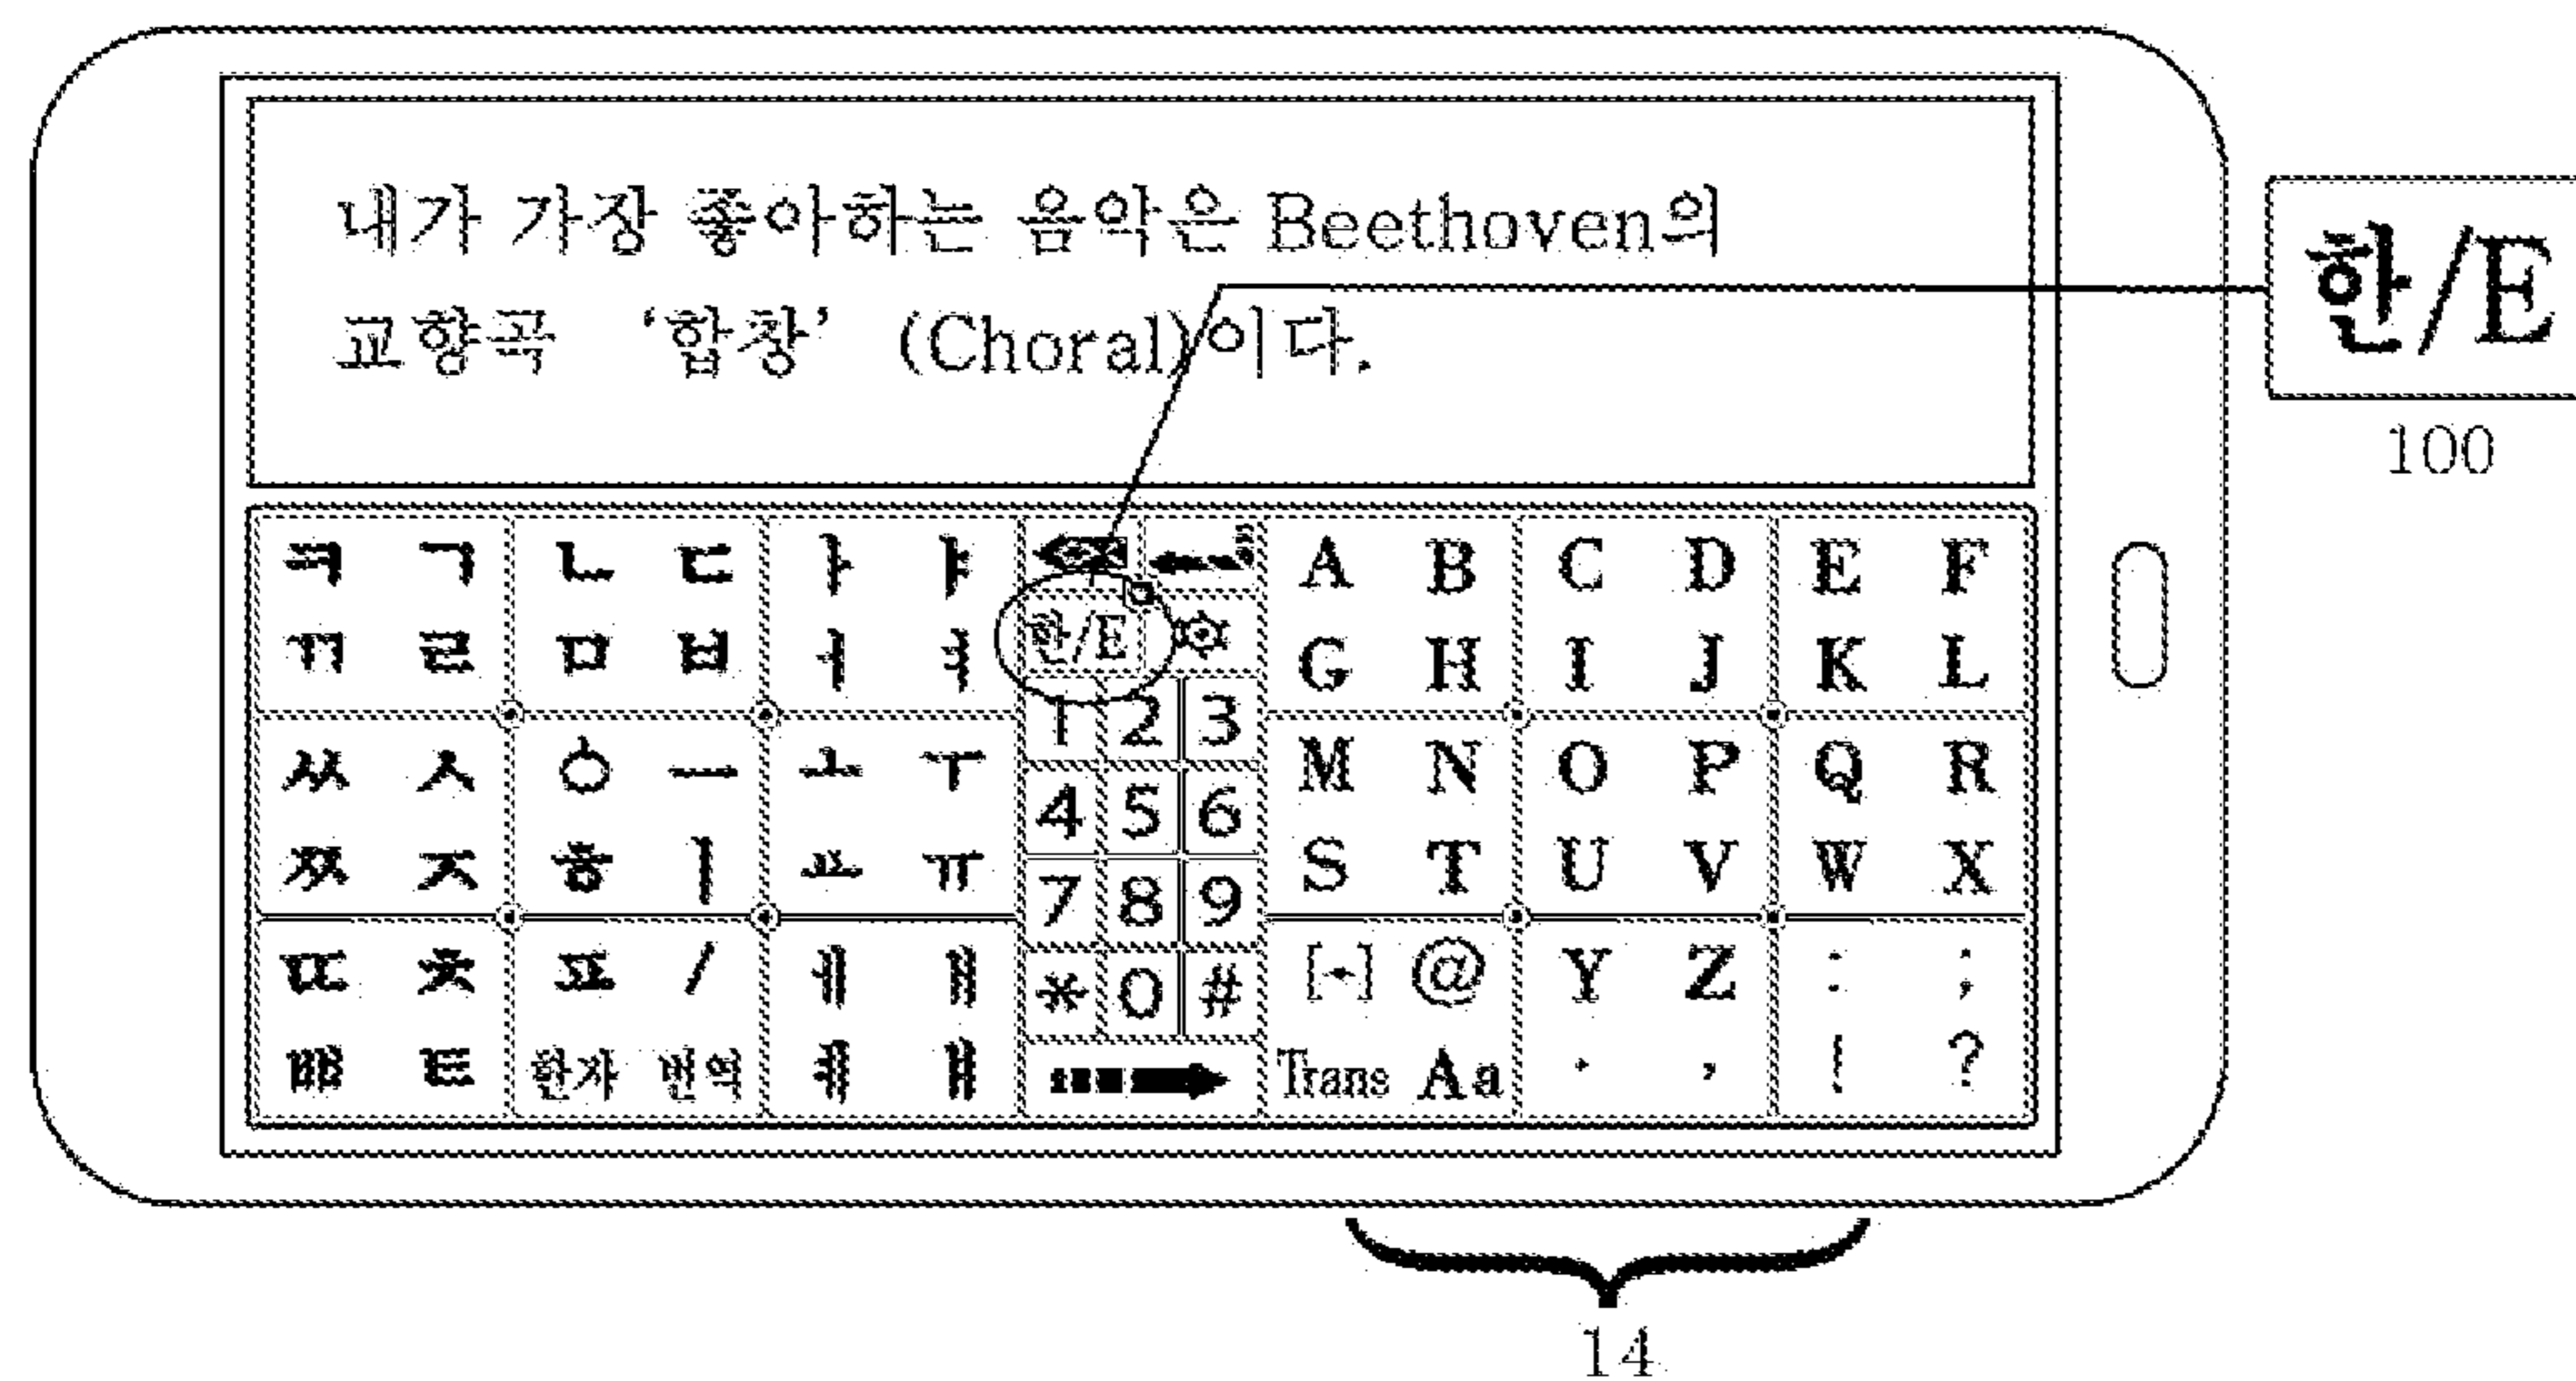 내가 가장 좋아하는 음악은 Beethoven의
교향곡 ‘합창’ (Choral)이다.
한/E
100
ㅋ ㄱ ㄴ ㄷ ㅏ ㅑ A B C D E F
ㄲ ㄹ ㅁ ㅂ ㅓ ㅕ 한/E G H I J K L
1 2 3
ㅆ ㅅ ㅇ ㅡ ㅗ ㅜ M N O P Q R
4 5 6
ㅉ ㅈ ㅎ ㅣ ㅛ ㅠ S T U V W X
7 8 9
ㄸ ㅊ ㅍ / ㅔ ㅐ * 0 # [-] @ Y Z : ;
ㅃ ㅌ 한자 번역 ㅖ ㅒ Trans Aa . , ! ?
14